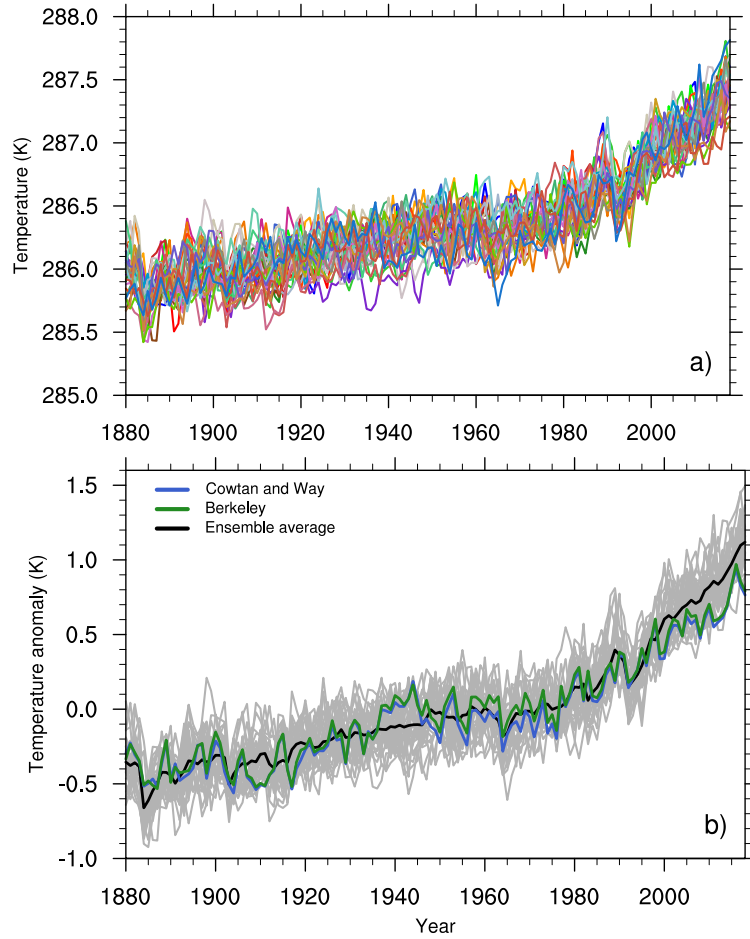 288.0
287.5
287.0
286.5
286.0
285.5
285.0
Temperature (K)
a)
1880 1900 1920 1940 1960 1980 2000
1.5
1.0
0.5
0.0
-0.5
-1.0
Temperature anomaly (K)
Cowtan and Way
Berkeley
Ensemble average
b)
1880 1900 1920 1940 1960 1980 2000
Year